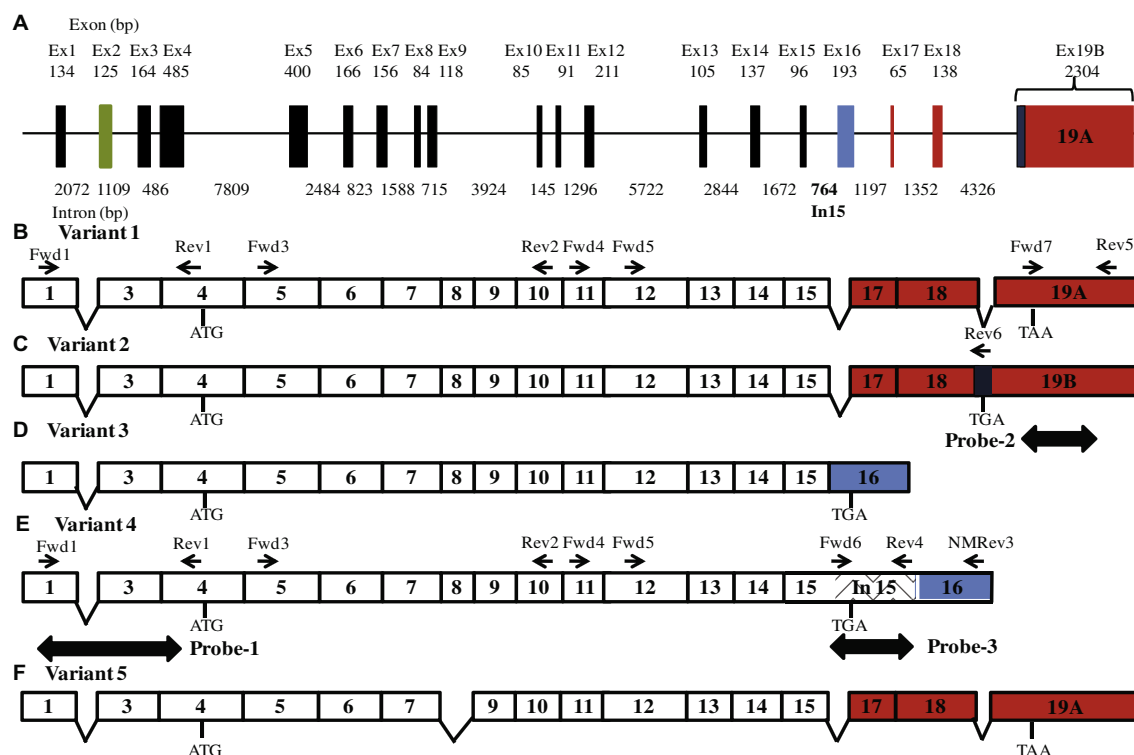 A
Exon (bp)
Ex1 Ex2 Ex3 Ex4 Ex5 Ex6 Ex7 Ex8 Ex9 Ex10 Ex11 Ex12 Ex13 Ex14 Ex15 Ex16 Ex17 Ex18 Ex19B
134 125 164 485 400 166 156 84 118 85 91 211 105 137 96 193 65 138 2304
19A
2072 1109 486 7809 2484 823 1588 715 3924 145 1296 5722 2844 1672 764 1197 1352 4326
Intron (bp) In15
B Variant 1
Fwd1 Rev1 Fwd3 Rev2 Fwd4 Fwd5 Fwd7 Rev5
1 3 4 5 6 7 8 9 10 11 12 13 14 15 17 18 19A
ATG TAA
C Variant 2
Rev6
1 3 4 5 6 7 8 9 10 11 12 13 14 15 17 18 19B
ATG TGA
Probe-2
D Variant 3
1 3 4 5 6 7 8 9 10 11 12 13 14 15 16
ATG TGA
E Variant 4
Fwd1 Rev1 Fwd3 Rev2 Fwd4 Fwd5 Fwd6 Rev4 NMRev3
1 3 4 5 6 7 8 9 10 11 12 13 14 15 In 15 16
ATG TGA
Probe-1 Probe-3
F Variant 5
1 3 4 5 6 7 9 10 11 12 13 14 15 17 18 19A
ATG TAA